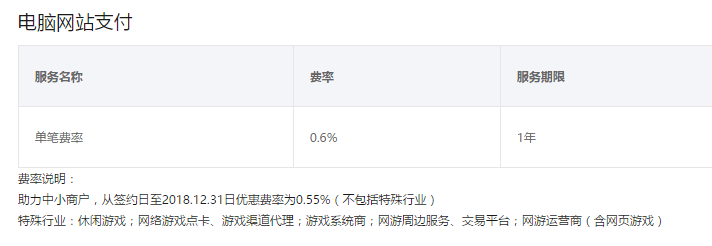 电脑网站支付
服务名称 费率 服务期限
单笔费率 0.6% 1年
费率说明：
助力中小商户，从签约日至2018.12.31日优惠费率为0.55%（不包括特殊行业）
特殊行业：休闲游戏；网络游戏点卡、游戏渠道代理；游戏系统商；网游周边服务、交易平台；网游运营商（含网页游戏）